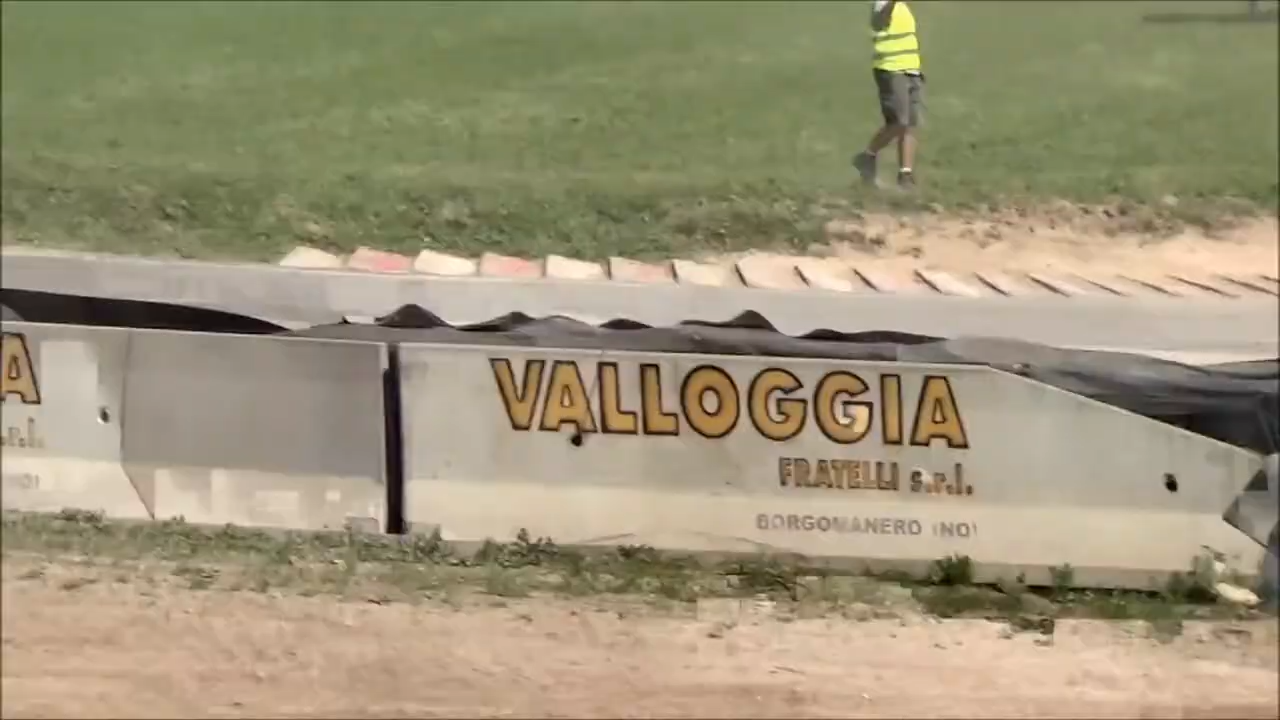 A
VALLOGGIA
s.r.l.
FRATELLI s.r.l.
BORGOMANERO (NO)